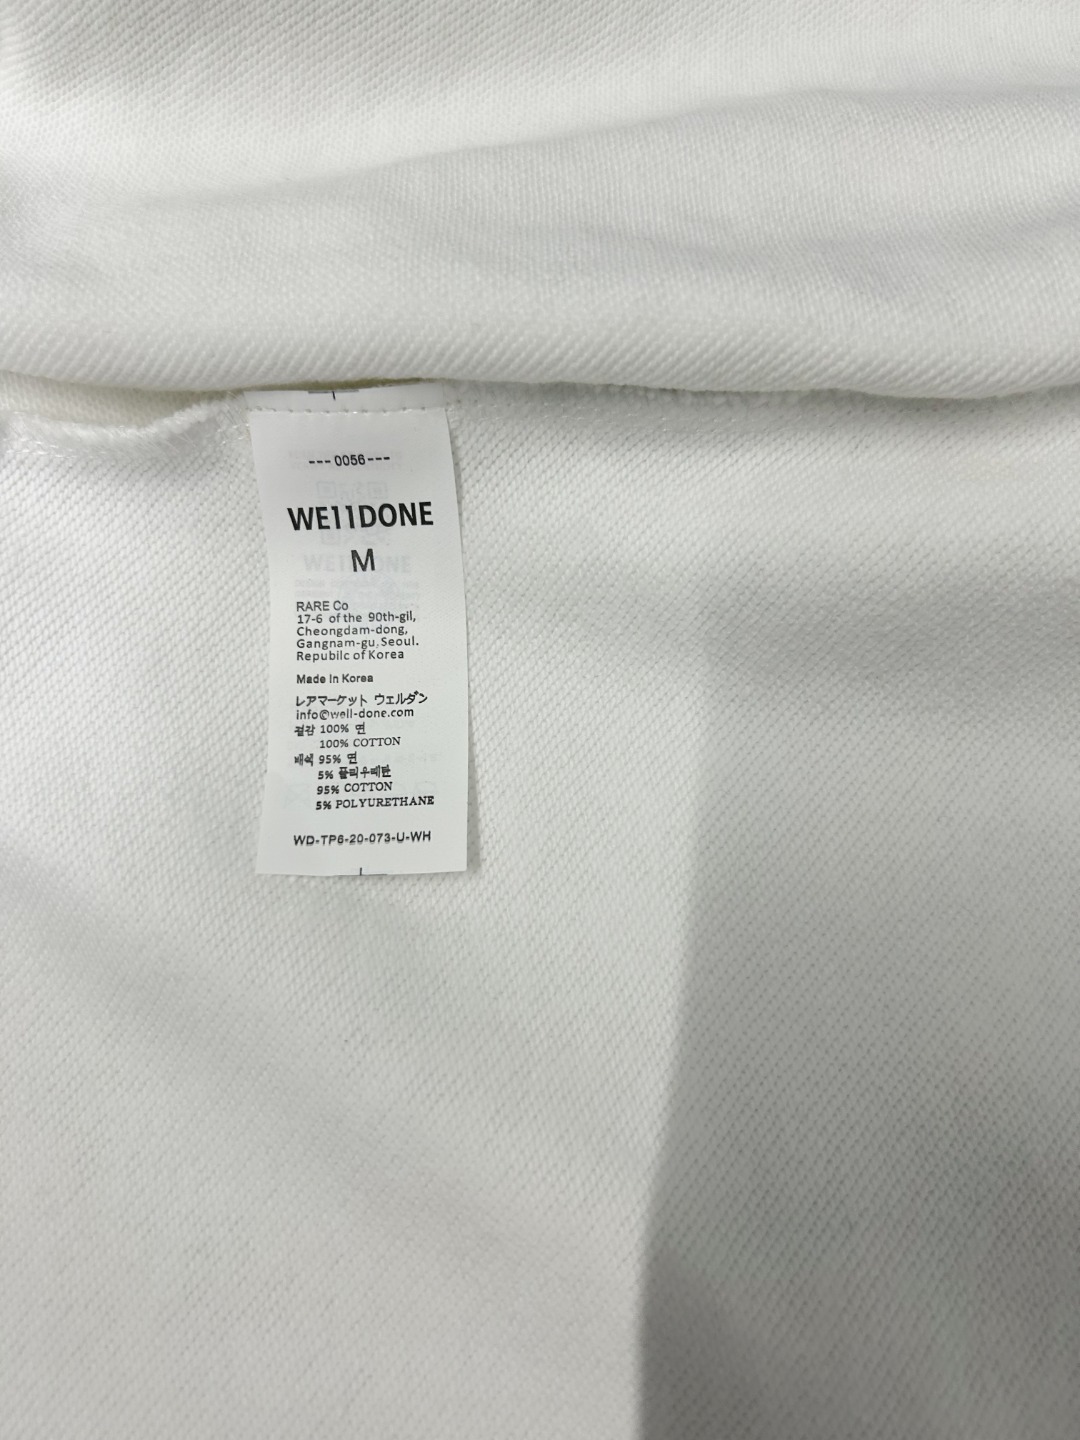 ---0056---
WE11DONE
M
RARE Co
17-6 of the 90th-gil,
Cheongdam-dong,
Gangnam-gu, Seoul.
Republic of Korea
Made in Korea
レアマーケット ウェルダン
info@well-done.com
겉감 100% 면
100% COTTON
배색 95% 면
5% 폴리우레탄
95% COTTON
5% POLYURETHANE
WD-TP6-20-073-U-WH